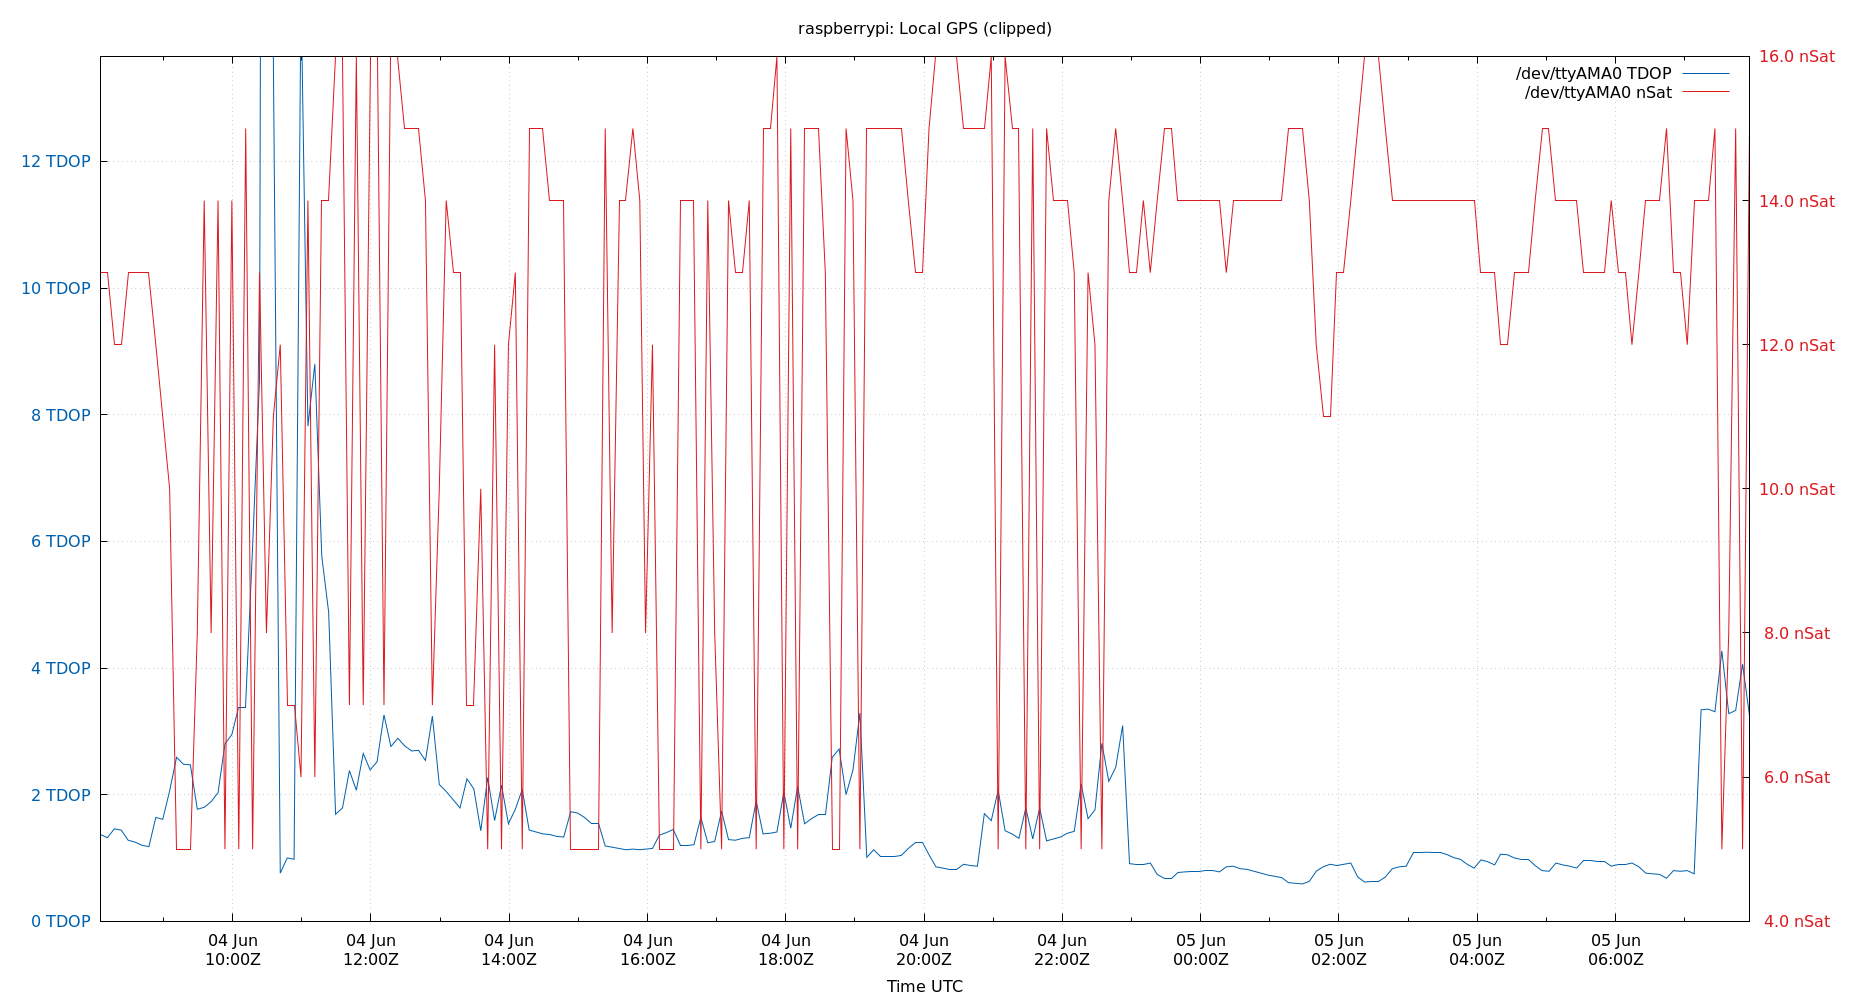 raspberrypi: Local GPS (clipped)
/dev/ttyAMA0 TDOP
/dev/ttyAMA0 nSat
12 TDOP
10 TDOP
8 TDOP
6 TDOP
4 TDOP
2 TDOP
0 TDOP
16.0 nSat
14.0 nSat
12.0 nSat
10.0 nSat
8.0 nSat
6.0 nSat
4.0 nSat
04 Jun
10:00Z
04 Jun
12:00Z
04 Jun
14:00Z
04 Jun
16:00Z
04 Jun
18:00Z
04 Jun
20:00Z
04 Jun
22:00Z
05 Jun
00:00Z
05 Jun
02:00Z
05 Jun
04:00Z
05 Jun
06:00Z
Time UTC